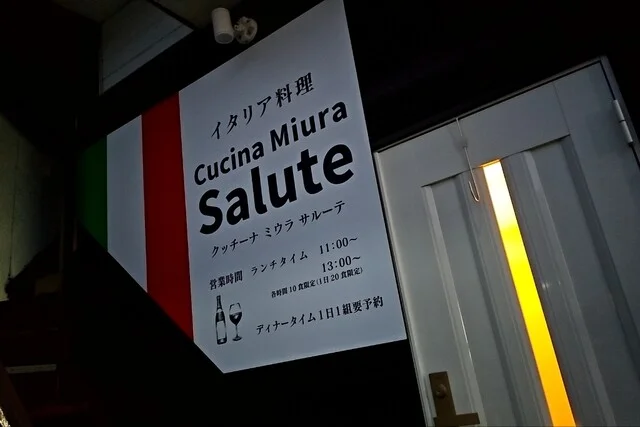 イタリア料理
Cucina Miura
Salute
クッチーナ ミウラ サルーテ
営業時間 ランチタイム 11:00~
13:00~
各時間10食限定(1日20食限定)
ディナータイム1日1組要予約